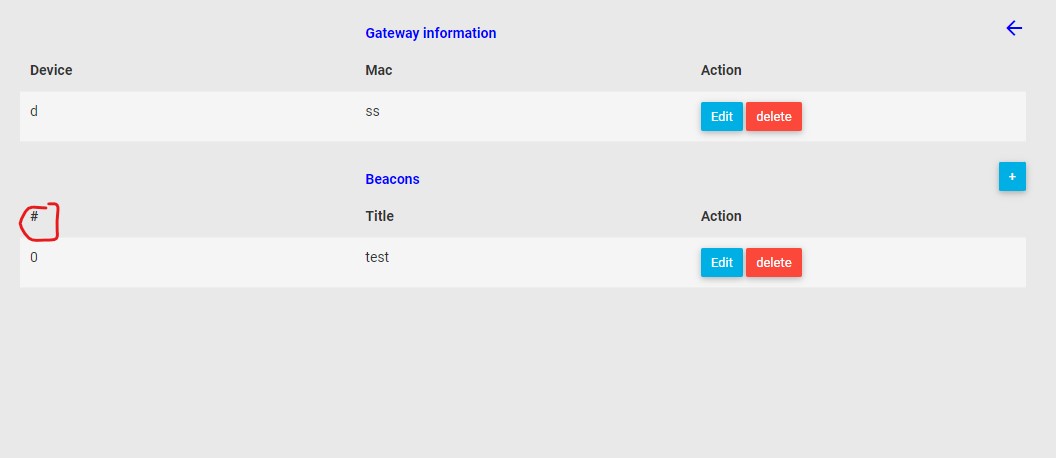 Gateway information
Device Mac Action
d ss Edit delete
Beacons +
# Title Action
0 test Edit delete